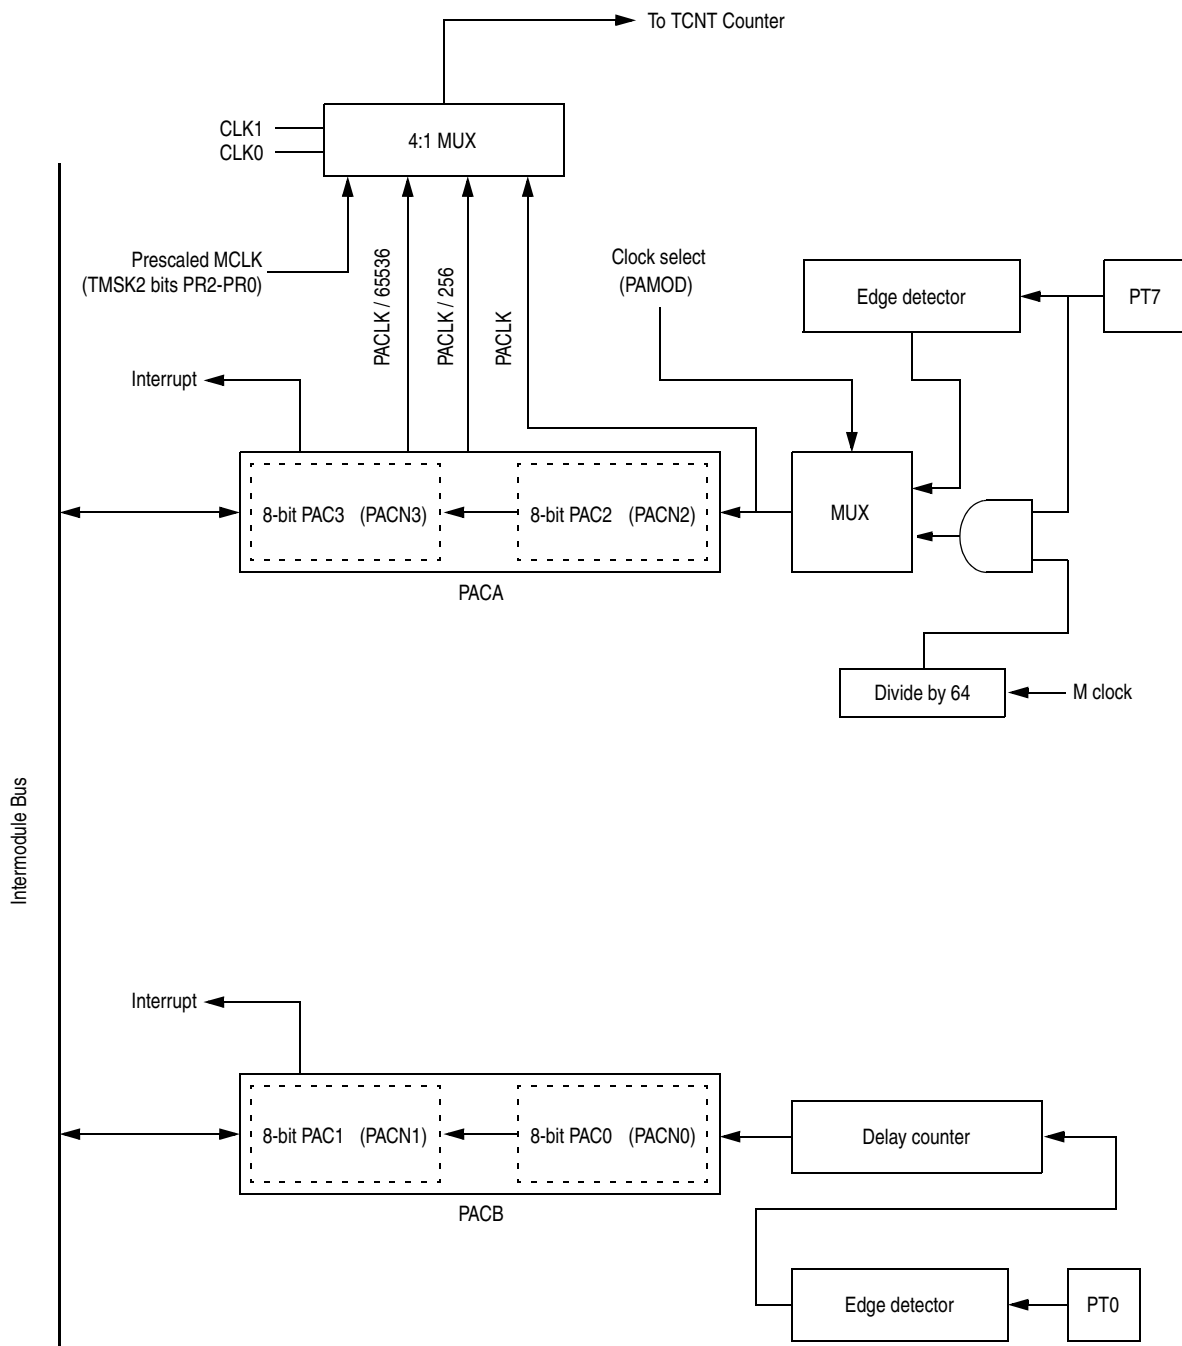 To TCNT Counter
CLK1
CLK0
4:1 MUX
Prescaled MCLK
(TMSK2 bits PR2-PR0)
PACLK / 65536
PACLK / 256
PACLK
Clock select
(PAMOD)
Edge detector
PT7
Interrupt
8-bit PAC3 (PACN3)
8-bit PAC2 (PACN2)
MUX
PACA
Divide by 64
M clock
Intermodule Bus
Interrupt
8-bit PAC1 (PACN1)
8-bit PAC0 (PACN0)
Delay counter
PACB
Edge detector
PT0